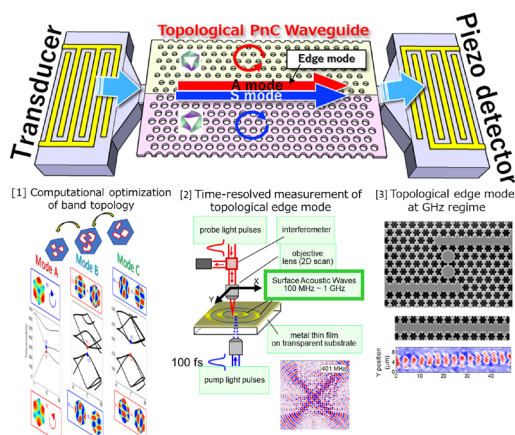 Topological PnC Waveguide
Edge mode
A mode
S mode
Transducer
Piezo detector
[1] Computational optimization
of band topology
[2] Time-resolved measurement of
topological edge mode
[3] Topological edge mode
at GHz regime
Mode A
Mode B
Mode C
probe light pulses
interferometer
objective
lens (2D scan)
Surface Acoustic Waves
100 MHz ~ 1 GHz
X
Y
metal thin film
on transparent substrate
100 fs
pump light pulses
401 MHz
Y position
(μm)
8
4
0
0 10 20 30 40